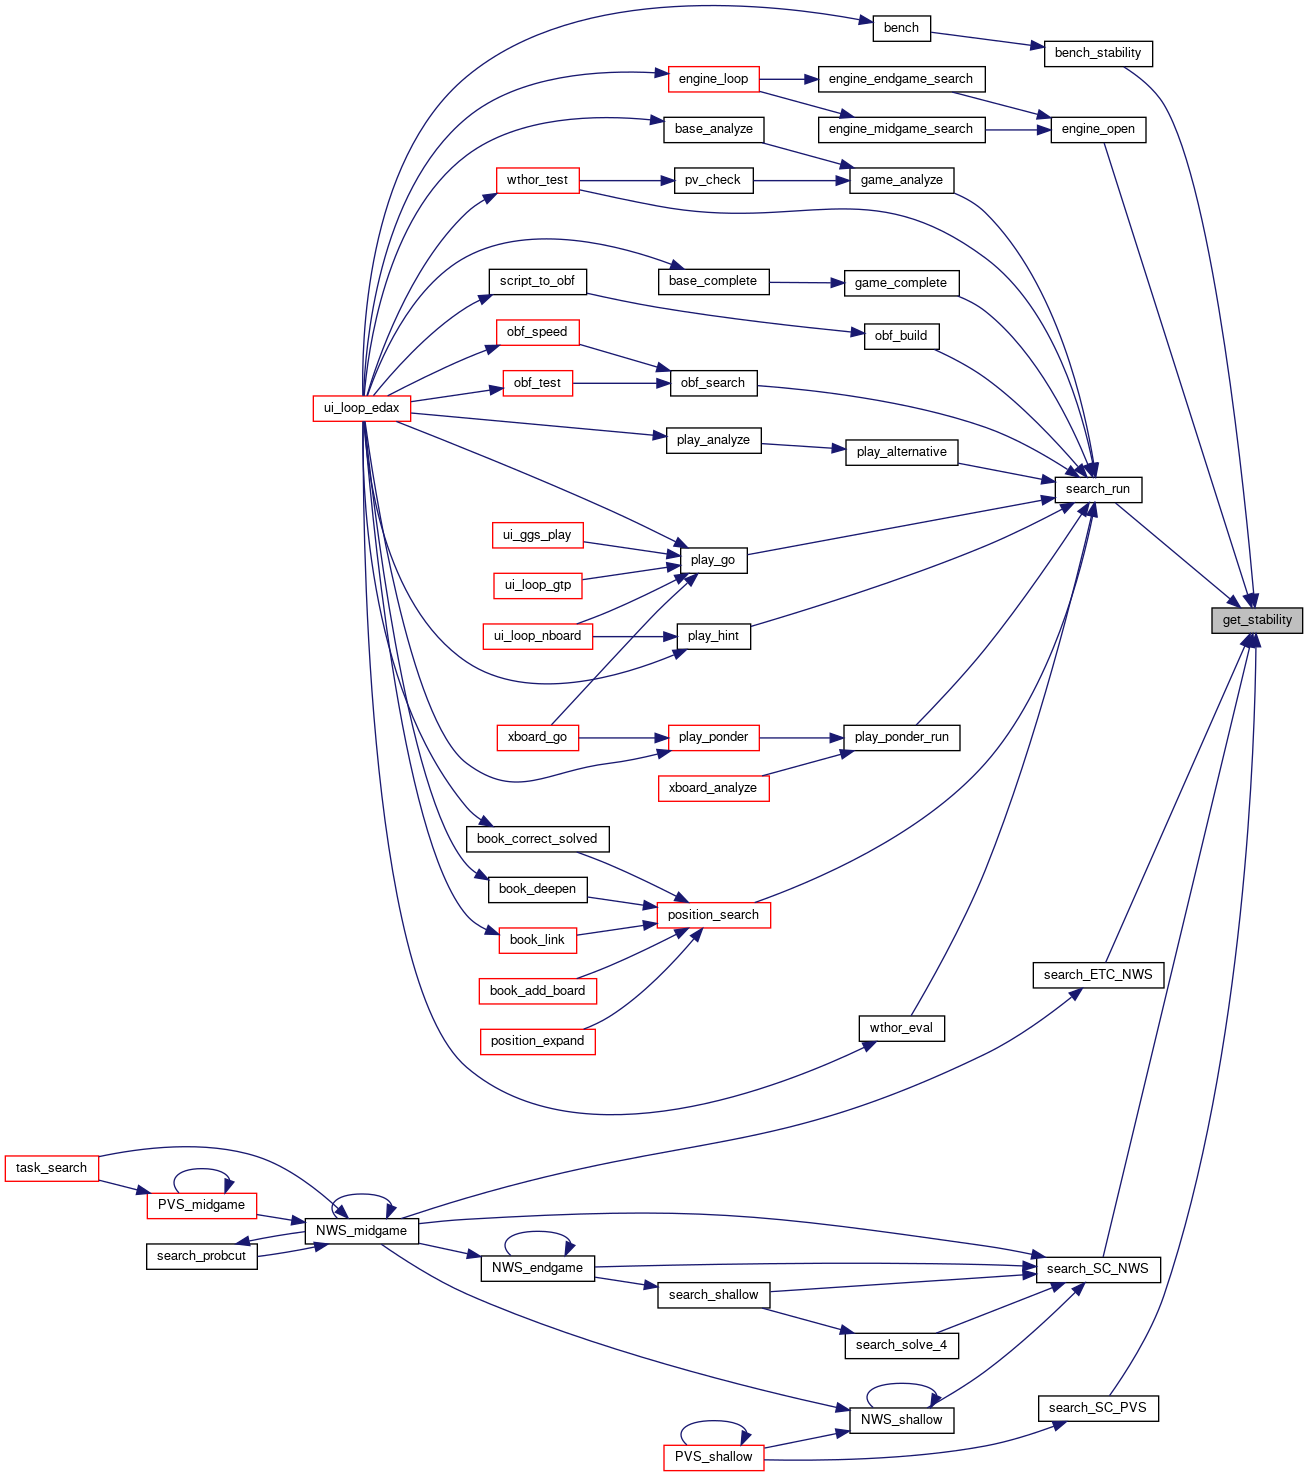 bench
bench_stability
engine_loop
engine_endgame_search
base_analyze
engine_midgame_search
engine_open
wthor_test
pv_check
game_analyze
script_to_obf
base_complete
game_complete
obf_speed
obf_build
obf_test
obf_search
ui_loop_edax
play_analyze
play_alternative
search_run
ui_ggs_play
play_go
ui_loop_gtp
get_stability
ui_loop_nboard
play_hint
xboard_go
play_ponder
play_ponder_run
xboard_analyze
book_correct_solved
book_deepen
position_search
book_link
search_ETC_NWS
book_add_board
wthor_eval
position_expand
task_search
PVS_midgame
NWS_midgame
search_probcut
NWS_endgame
search_SC_NWS
search_shallow
search_solve_4
search_SC_PVS
NWS_shallow
PVS_shallow